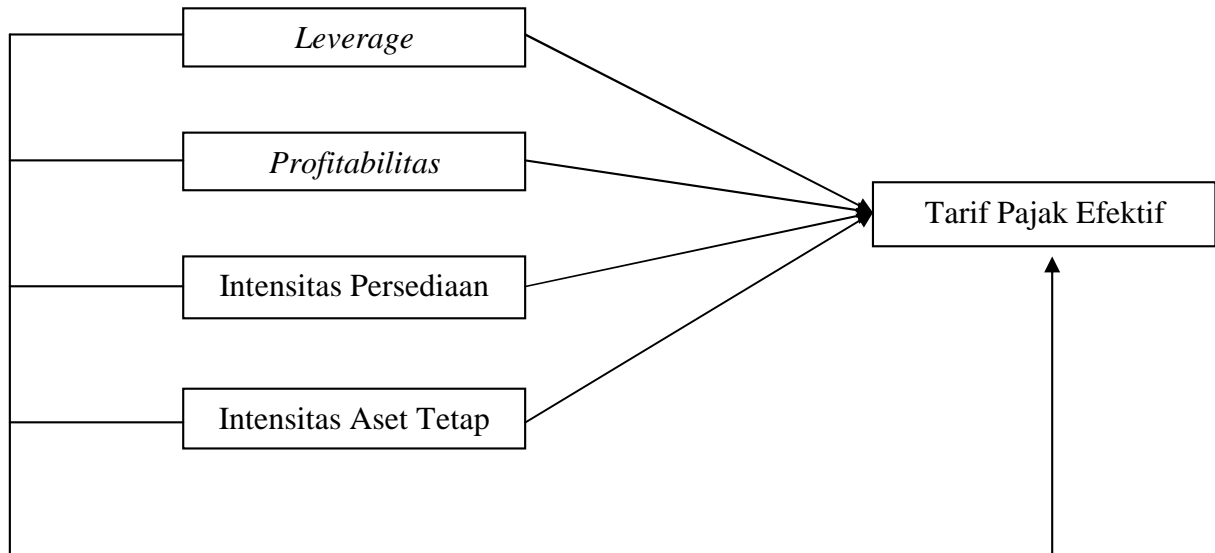 Leverage
Profitabilitas
Tarif Pajak Efektif
Intensitas Persediaan
Intensitas Aset Tetap